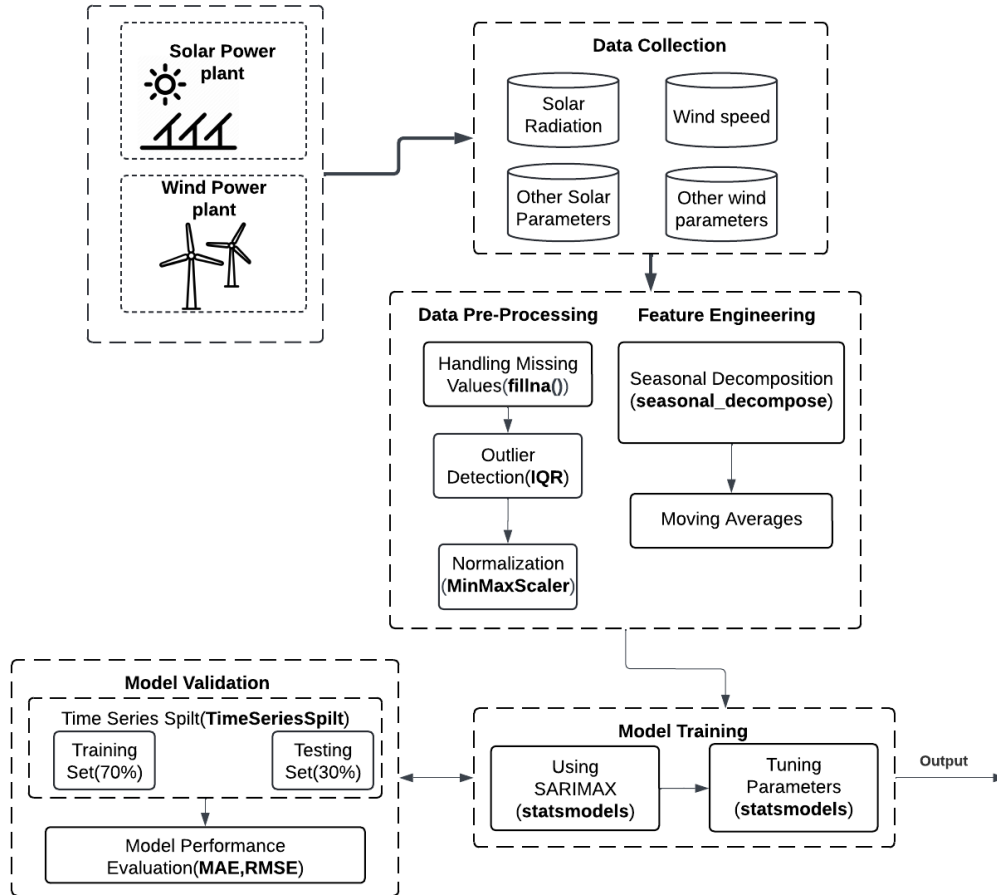 Solar Power
plant
Wind Power
plant
Data Collection
Solar
Radiation
Wind speed
Other Solar
Parameters
Other wind
parameters
Data Pre-Processing
Handling Missing
Values(fillna())
Outlier
Detection(IQR)
Normalization
(MinMaxScaler)
Feature Engineering
Seasonal Decomposition
(seasonal_decompose)
Moving Averages
Model Validation
Time Series Spilt(TimeSeriesSpilt)
Training
Set(70%)
Testing
Set(30%)
Model Performance
Evaluation(MAE,RMSE)
Model Training
Using
SARIMAX
(statsmodels)
Tuning
Parameters
(statsmodels)
Output